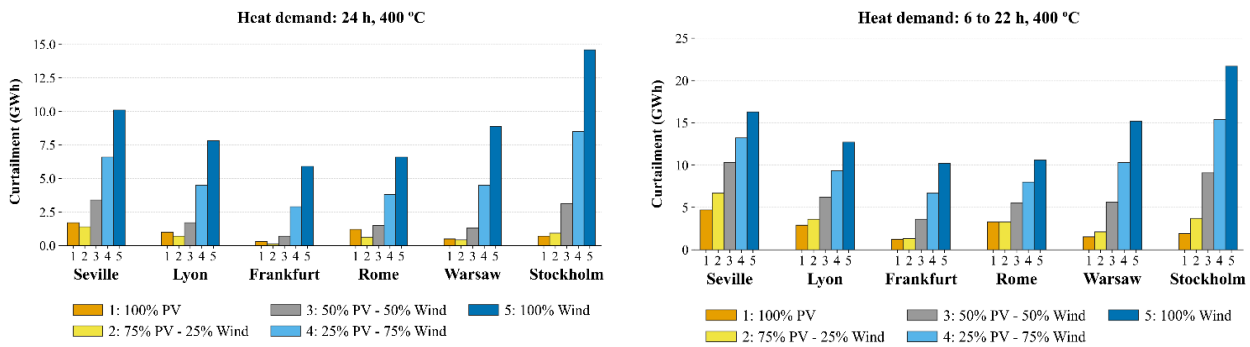 Heat demand: 24 h, 400 ºC
Curtailment (GWh)
15.0
12.5
10.0
7.5
5.0
2.5
0.0
1 2 3 4 5 1 2 3 4 5 1 2 3 4 5 1 2 3 4 5 1 2 3 4 5 1 2 3 4 5
Seville Lyon Frankfurt Rome Warsaw Stockholm
1: 100% PV 3: 50% PV - 50% Wind 5: 100% Wind
2: 75% PV - 25% Wind 4: 25% PV - 75% Wind
Heat demand: 6 to 22 h, 400 ºC
Curtailment (GWh)
25
20
15
10
5
0
1 2 3 4 5 1 2 3 4 5 1 2 3 4 5 1 2 3 4 5 1 2 3 4 5 1 2 3 4 5
Seville Lyon Frankfurt Rome Warsaw Stockholm
1: 100% PV 3: 50% PV - 50% Wind 5: 100% Wind
2: 75% PV - 25% Wind 4: 25% PV - 75% Wind